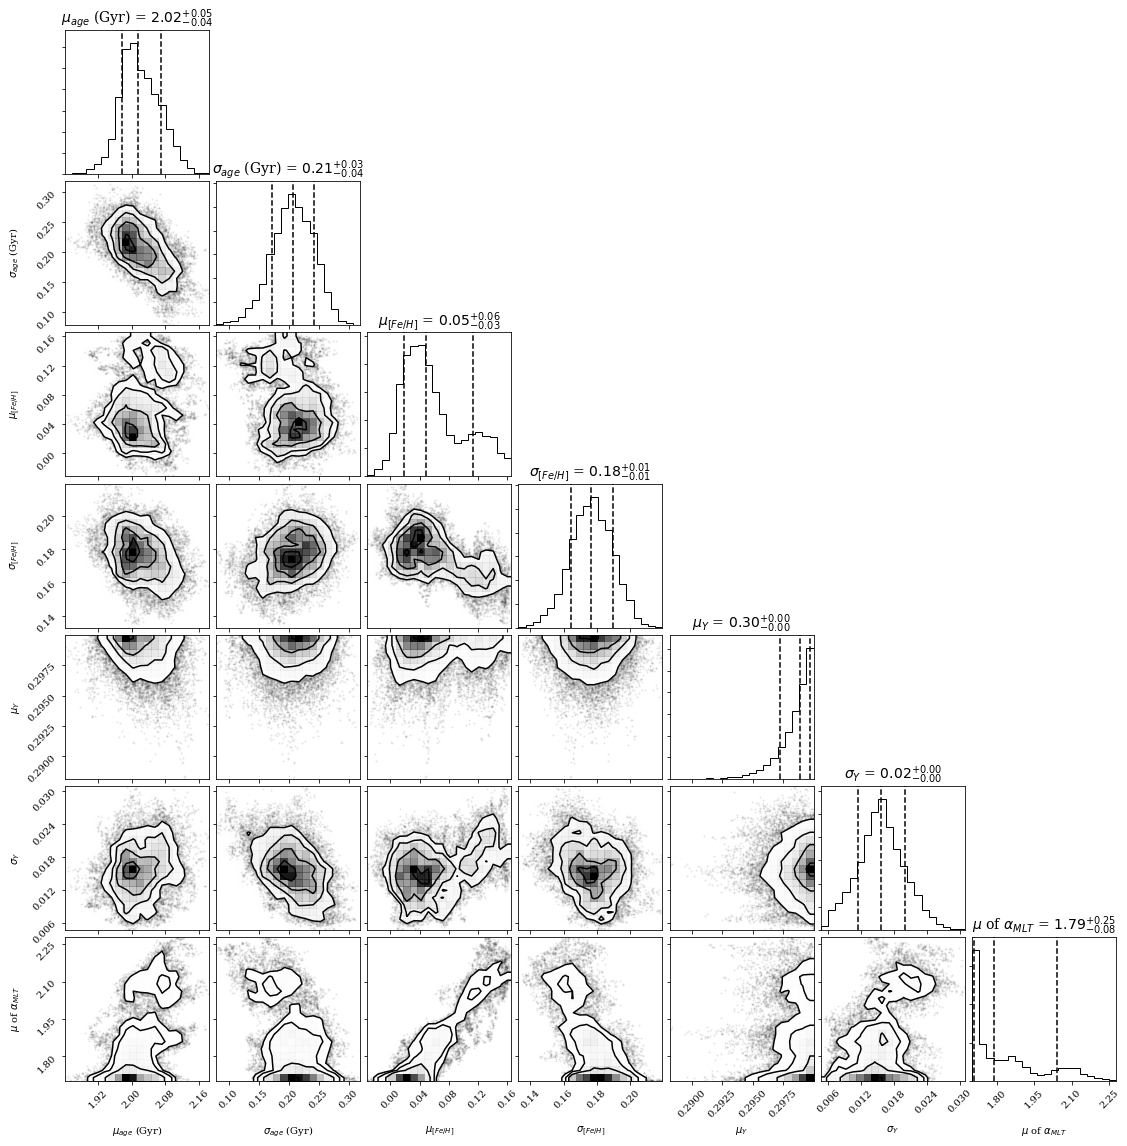 μ_age (Gyr) = 2.02^{+0.05}_{−0.04}
σ_age (Gyr) = 0.21^{+0.03}_{−0.04}
0.30
0.25
0.20
0.15
0.10
σ_age (Gyr)
μ_[Fe/H] = 0.05^{+0.06}_{−0.03}
0.16
0.12
0.08
0.04
0.00
μ_[Fe/H]
σ_[Fe/H] = 0.18^{+0.01}_{−0.01}
0.20
0.18
0.16
0.14
σ_[Fe/H]
μ_Y = 0.30^{+0.00}_{−0.00}
0.2975
0.2950
0.2925
0.2900
μ_Y
σ_Y = 0.02^{+0.00}_{−0.00}
0.030
0.024
0.018
0.012
0.006
σ_Y
μ of α_MLT = 1.79^{+0.25}_{−0.08}
2.25
2.10
1.95
1.80
μ of α_MLT
1.92 2.00 2.08 2.16
0.10 0.15 0.20 0.25 0.30
0.00 0.04 0.08 0.12 0.16
0.14 0.16 0.18 0.20
0.2900 0.2925 0.2950 0.2975
0.006 0.012 0.018 0.024 0.030
1.80 1.95 2.10 2.25
μ_age (Gyr)
σ_age (Gyr)
μ_[Fe/H]
σ_[Fe/H]
μ_Y
σ_Y
μ of α_MLT